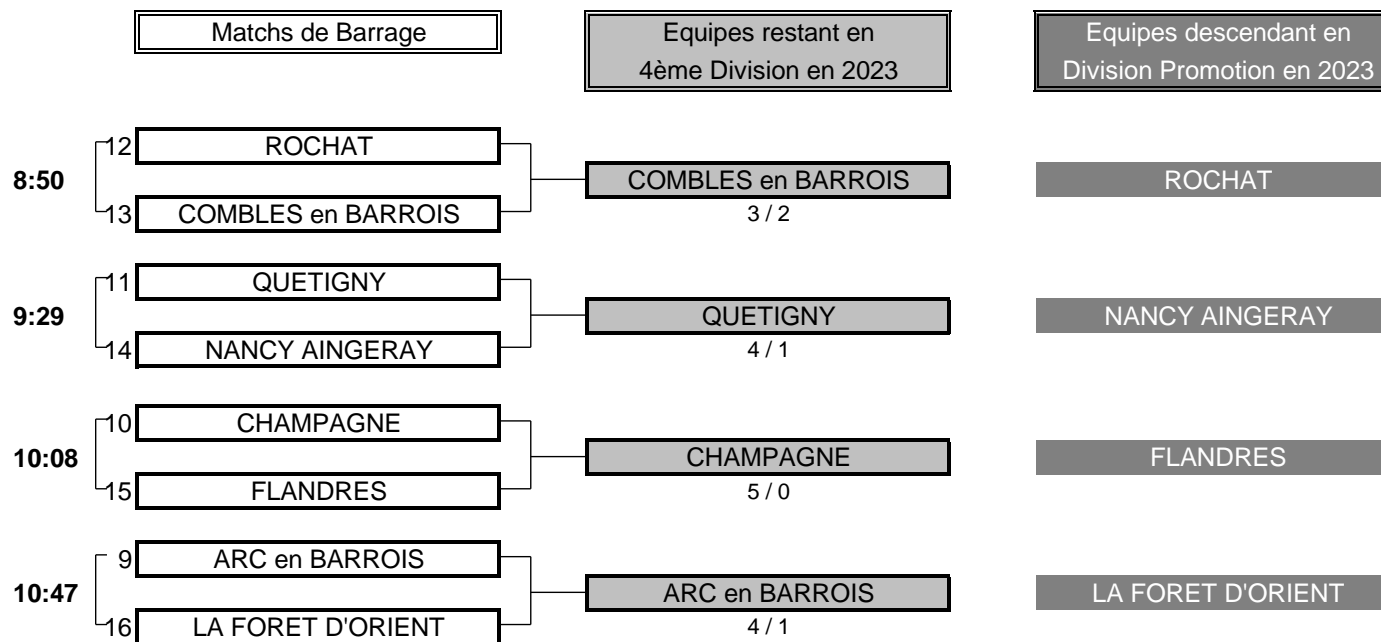 Matchs de Barrage
Equipes restant en
4ème Division en 2023
Equipes descendant en
Division Promotion en 2023
12 ROCHAT
8:50 COMBLES en BARROIS ROCHAT
13 COMBLES en BARROIS 3 / 2
11 QUETIGNY
9:29 QUETIGNY NANCY AINGERAY
14 NANCY AINGERAY 4 / 1
10 CHAMPAGNE
10:08 CHAMPAGNE FLANDRES
15 FLANDRES 5 / 0
9 ARC en BARROIS
10:47 ARC en BARROIS LA FORET D'ORIENT
16 LA FORET D'ORIENT 4 / 1